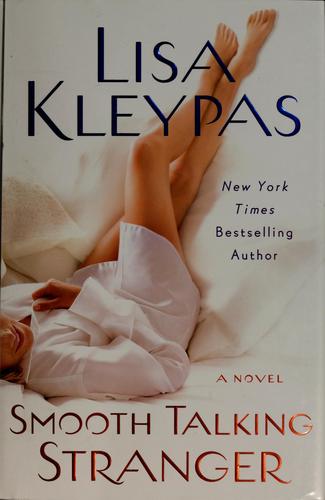 LISA
KLEYPAS
New York
Times
Bestselling
Author
A NOVEL
SMOOTH TALKING
STRANGER